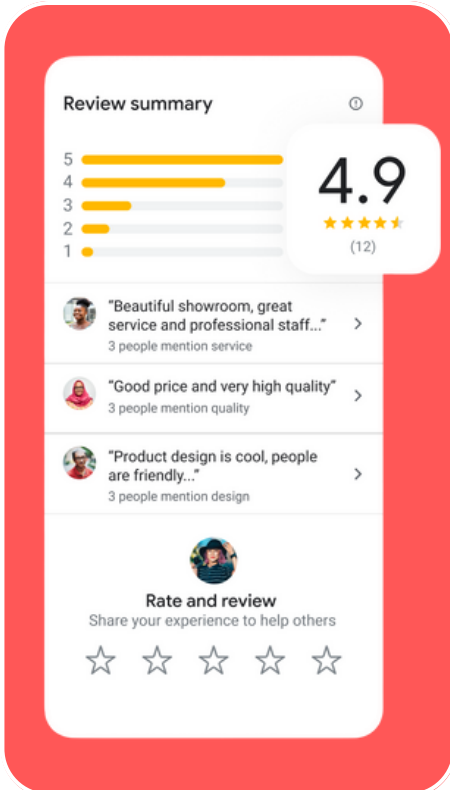 Review summary
5
4
3
2
1
4.9
(12)
“Beautiful showroom, great
service and professional staff...”
3 people mention service
“Good price and very high quality”
3 people mention quality
“Product design is cool, people
are friendly...”
3 people mention design
Rate and review
Share your experience to help others